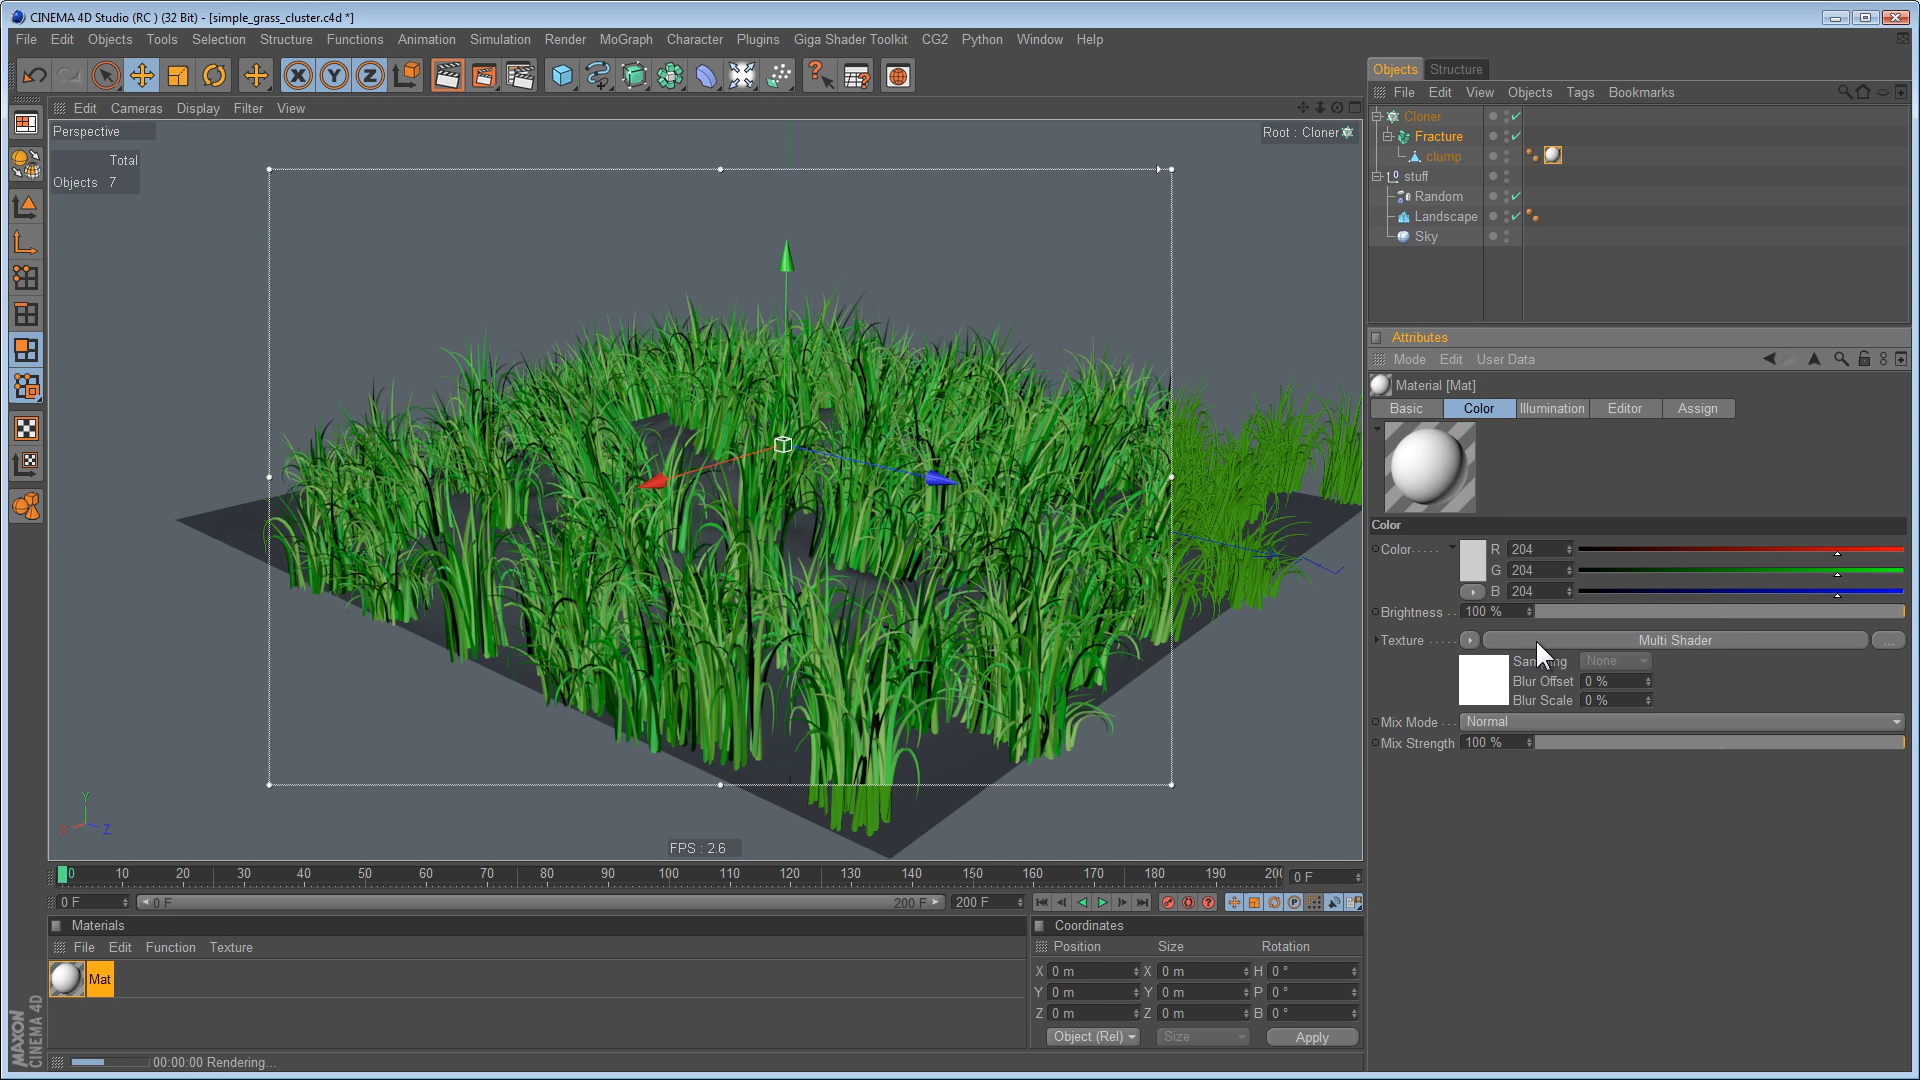 CINEMA 4D Studio (RC ) (32 Bit) - [simple_grass_cluster.c4d *]
File Edit Objects Tools Selection Structure Functions Animation Simulation Render MoGraph Character Plugins Giga Shader Toolkit CG2 Python Window Help
Objects Structure
File Edit View Objects Tags Bookmarks
Edit Cameras Display Filter View
Perspective
Root : Cloner
Total
Objects 7
Cloner
Fracture
clump
stuff
Random
Landscape
Sky
Attributes
Mode Edit User Data
Material [Mat]
Basic Color Illumination Editor Assign
Color
Color..... R 204
G 204
B 204
Brightness .. 100 %
Texture ..... Multi Shader ...
None
Blur Offset 0 %
Blur Scale 0 %
Mix Mode ... Normal
Mix Strength 100 %
Y
X Z
FPS : 2.6
0 10 20 30 40 50 60 70 80 90 100 110 120 130 140 150 160 170 180 190 0 F
0 F 0 F 200 F 200 F
Materials
File Edit Function Texture
Mat
Coordinates
Position Size Rotation
X 0 m X 0 m H 0 °
Y 0 m Y 0 m P 0 °
Z 0 m Z 0 m B 0 °
Object (Rel) Size Apply
MAXON
CINEMA 4D
00:00:00 Rendering...